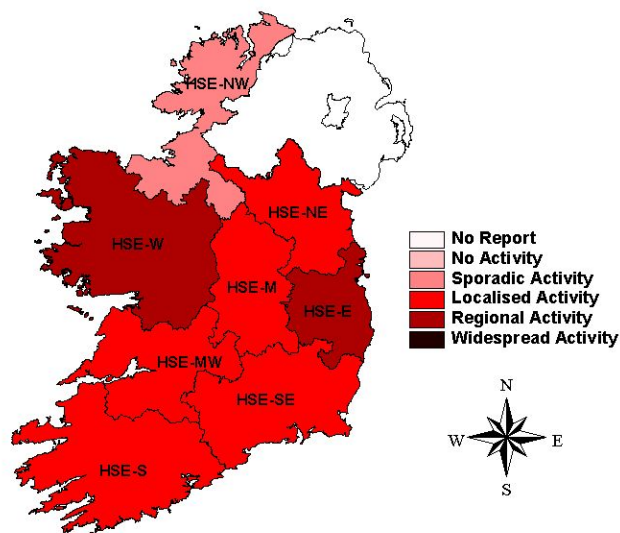 HSE-NW
HSE-NE
HSE-W
HSE-M
HSE-E
HSE-MW
HSE-SE
HSE-S
No Report
No Activity
Sporadic Activity
Localised Activity
Regional Activity
Widespread Activity
N
W E
S